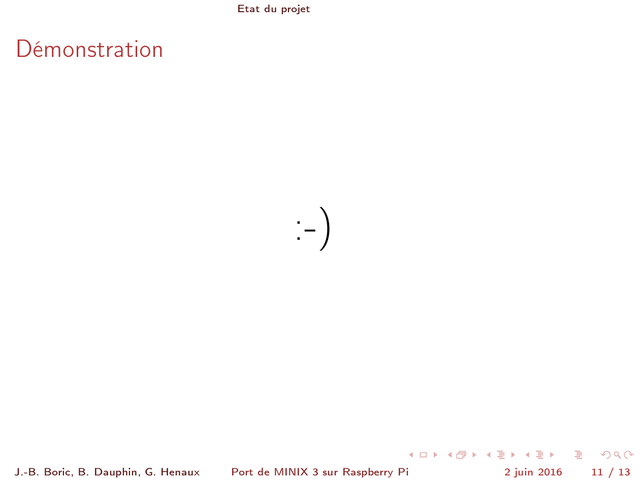 Etat du projet
Démonstration
:-)
J.-B. Boric, B. Dauphin, G. Henaux Port de MINIX 3 sur Raspberry Pi 2 juin 2016 11 / 13